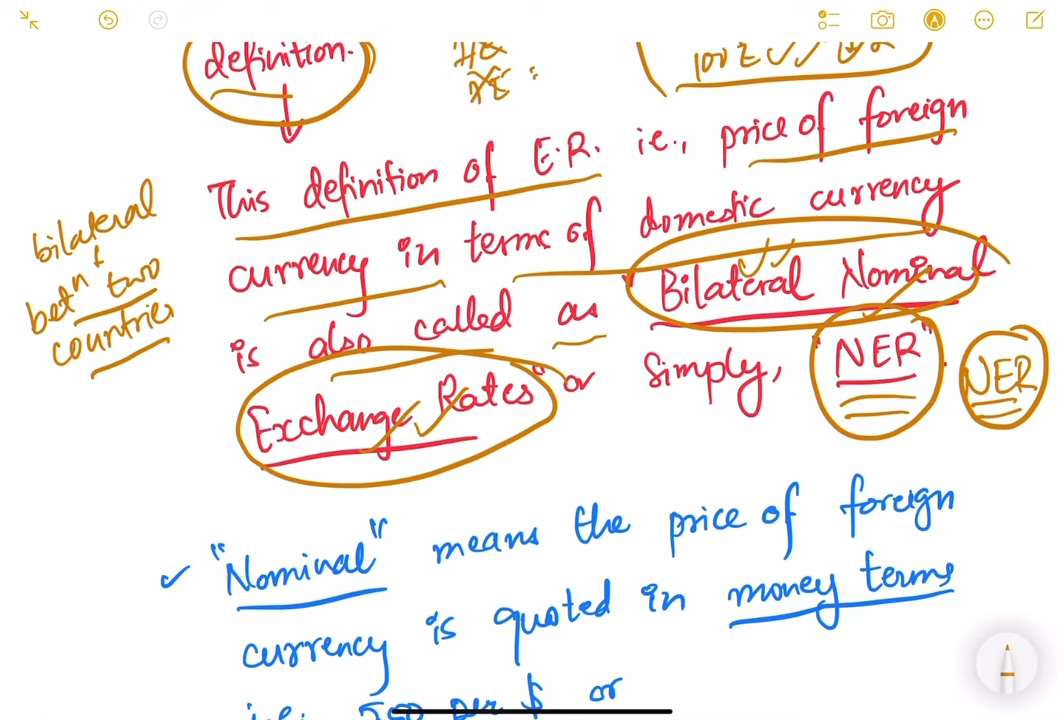 definition.
This definition of E.R. i.e., price of foreign
currency in terms of domestic currency
is also called as "Bilateral Nominal
Exchange Rates" or simply, "NER".
NER
bilateral
betn two
countries
"Nominal" means the price of foreign
currency is quoted in money terms
per $ or